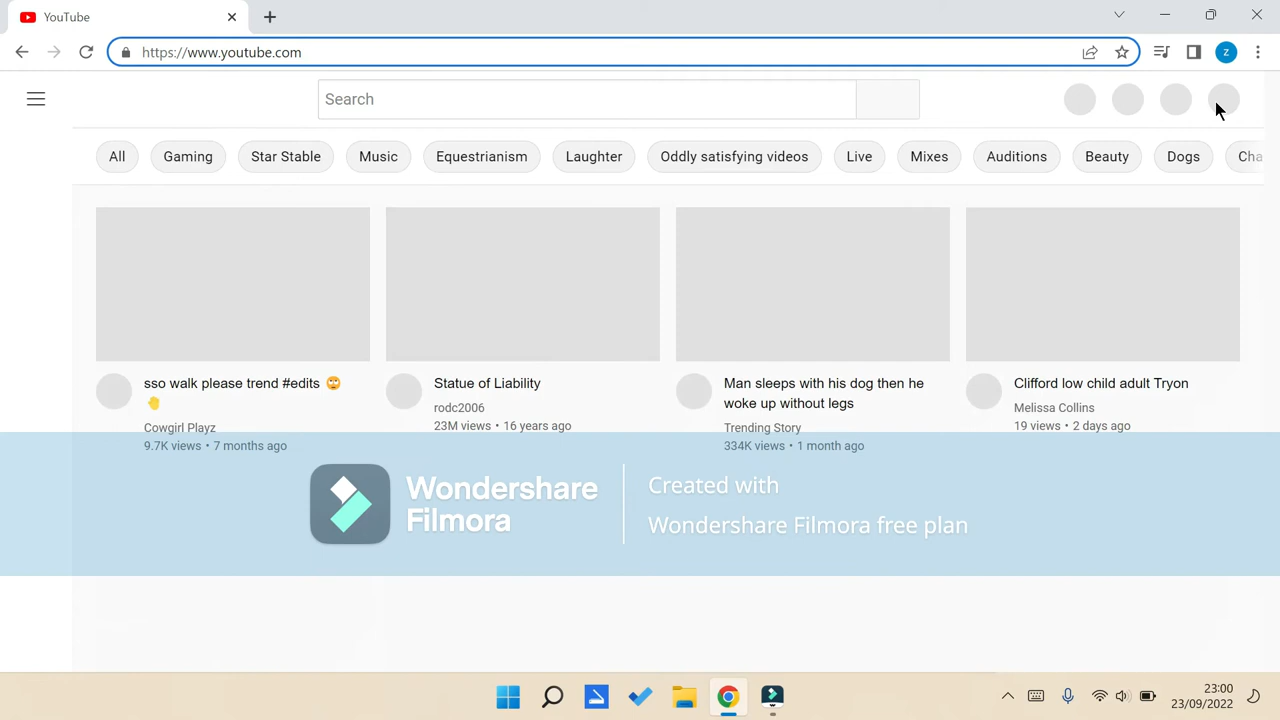 YouTube
https://www.youtube.com
z
Search
All
Gaming
Star Stable
Music
Equestrianism
Laughter
Oddly satisfying videos
Live
Mixes
Auditions
Beauty
Dogs
Cha
sso walk please trend #edits 🙄
🤚
Cowgirl Playz
9.7K views • 7 months ago
Statue of Liability
rodc2006
23M views • 16 years ago
Man sleeps with his dog then he
woke up without legs
Trending Story
334K views • 1 month ago
Clifford low child adult Tryon
Melissa Collins
19 views • 2 days ago
Wondershare
Filmora
Created with
Wondershare Filmora free plan
23:00
23/09/2022